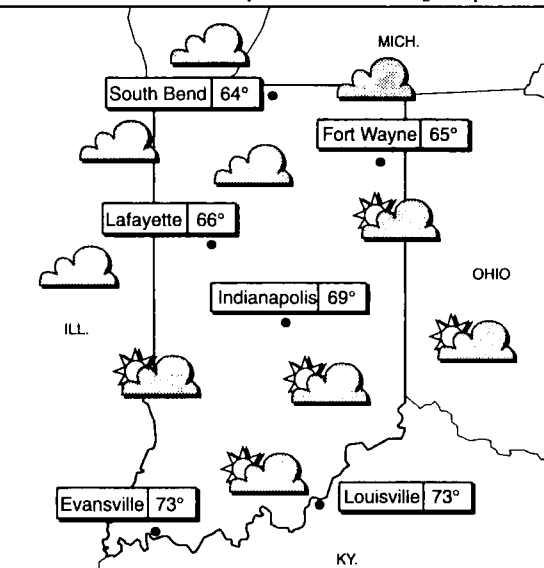 MICH.
South Bend 64°
Fort Wayne 65°
Lafayette 66°
OHIO
Indianapolis 69°
ILL.
Evansville 73°
Louisville 73°
KY.